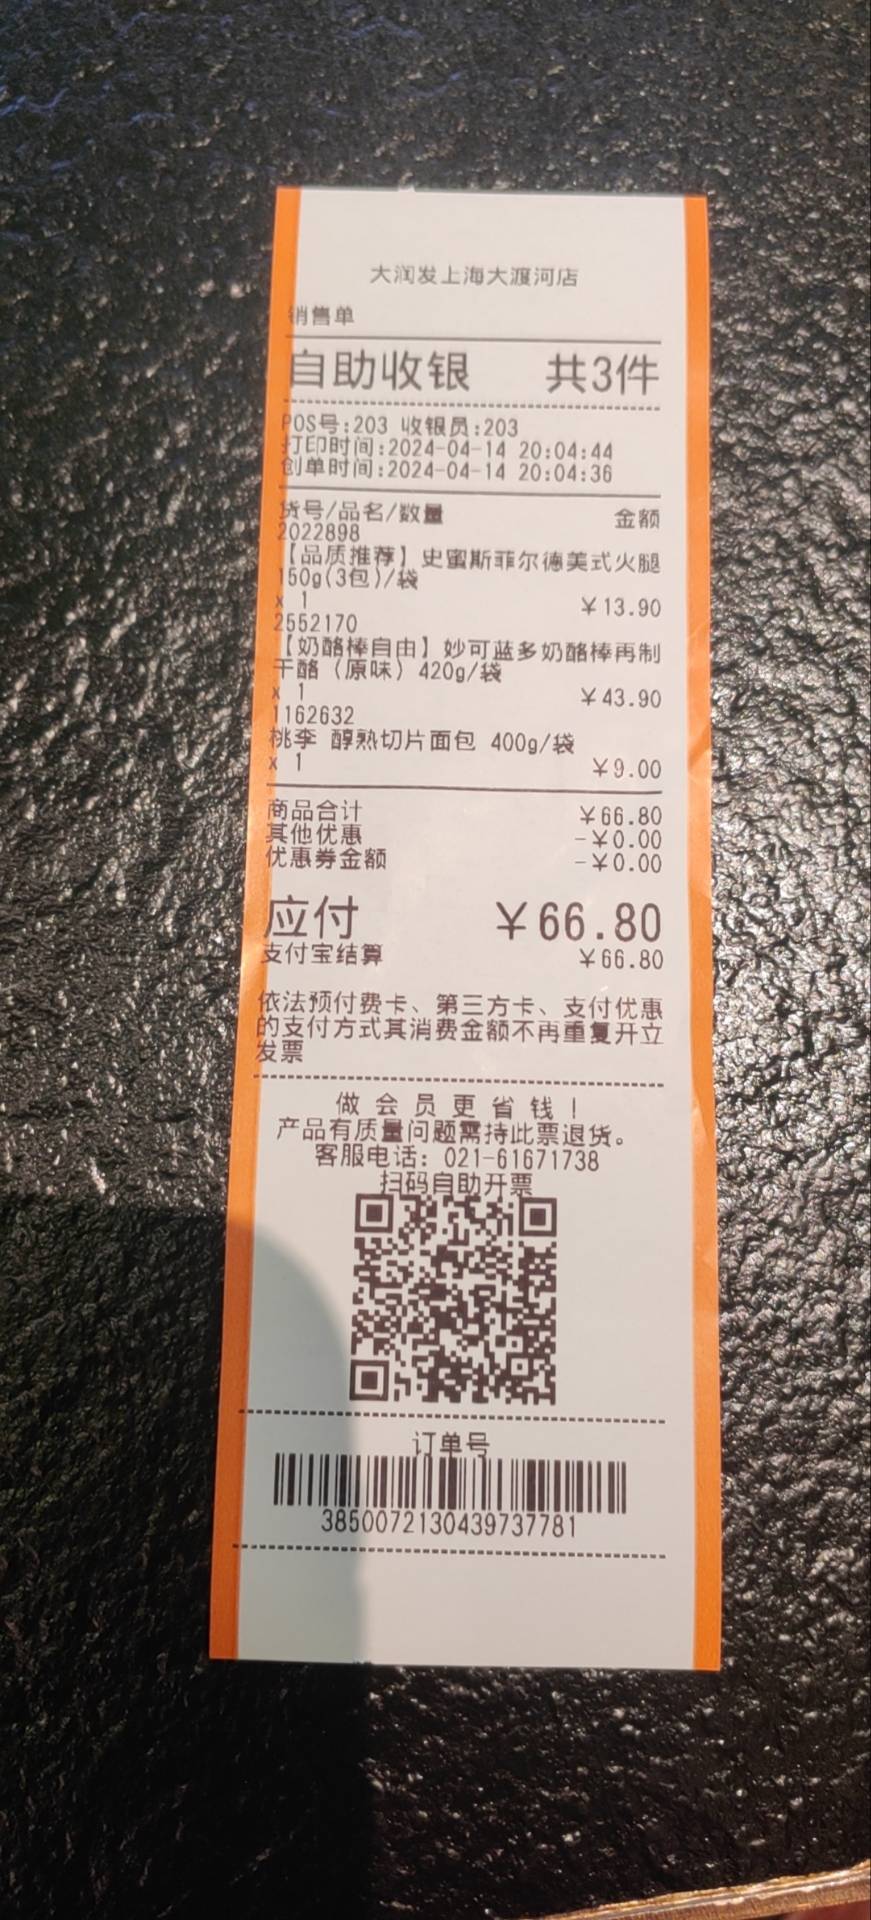 大润发上海大渡河店
销售单
自助收银 共3件
POS号:203 收银员:203
打印时间:2024-04-14 20:04:44
创单时间:2024-04-14 20:04:36
货号/品名/数量 金额
2022898
【品质推荐】史蜜斯菲尔德美式火腿
150g(3包)/袋
x 1 ￥13.90
2552170
【奶酪棒自由】妙可蓝多奶酪棒再制
干酪（原味）420g/袋
x 1 ￥43.90
1162632
桃李 醇熟切片面包 400g/袋
x 1 ￥9.00
商品合计 ￥66.80
其他优惠 -￥0.00
优惠券金额 -￥0.00
应付 ￥66.80
支付宝结算 ￥66.80
依法预付费卡、第三方卡、支付优惠
的支付方式其消费金额不再重复开立
发票
做会员更省钱！
产品有质量问题需持此票退货。
客服电话：021-61671738
扫码自助开票
订单号
3850072130439737781